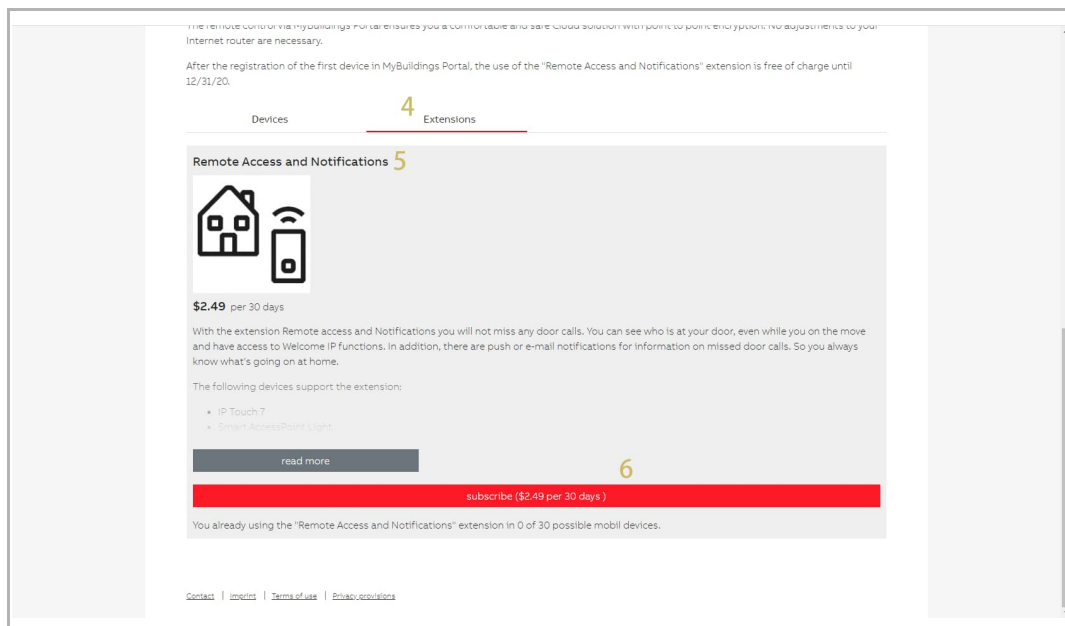 The remote control via MyBuildings Portal ensures you a comfortable and safe Cloud solution with point to point encryption. No adjustments to your
Internet router are necessary.
After the registration of the first device in MyBuildings Portal, the use of the "Remote Access and Notifications" extension is free of charge until
12/31/20.
4
Devices Extensions
Remote Access and Notifications 5
$2.49 per 30 days
With the extension Remote access and Notifications you will not miss any door calls. You can see who is at your door, even while you on the move
and have access to Welcome IP functions. In addition, there are push or e-mail notifications for information on missed door calls. So you always
know what's going on at home.
The following devices support the extension:
• IP Touch 7
• Smart AccessPoint Light
read more
6
subscribe ($2.49 per 30 days )
You already using the "Remote Access and Notifications" extension in 0 of 30 possible mobil devices.
Contact | Imprint | Terms of use | Privacy provisions